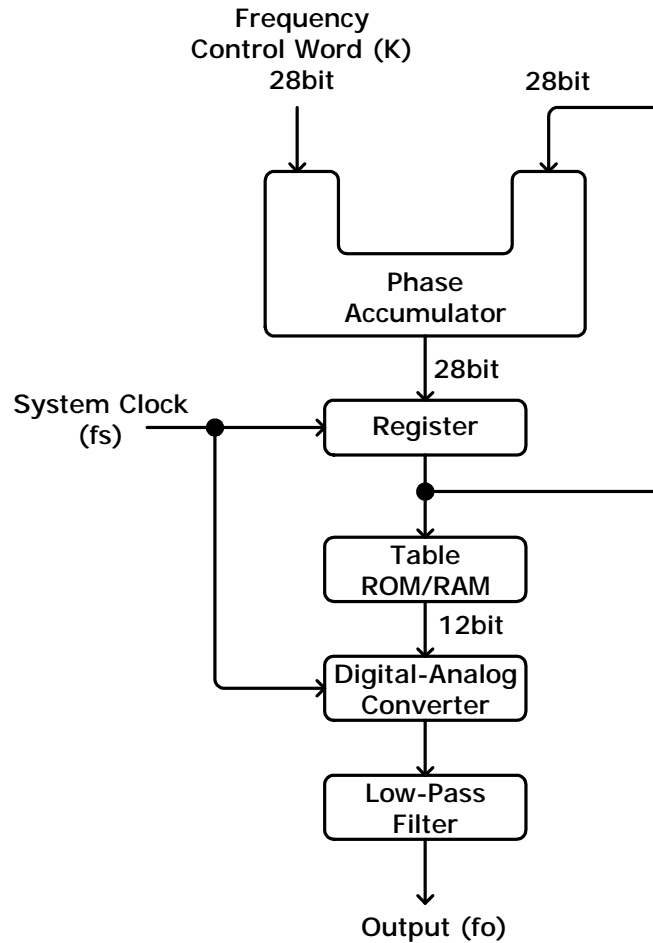 Frequency
Control Word (K)
28bit
28bit
Phase
Accumulator
28bit
System Clock
(fs)
Register
Table
ROM/RAM
12bit
Digital-Analog
Converter
Low-Pass
Filter
Output (fo)